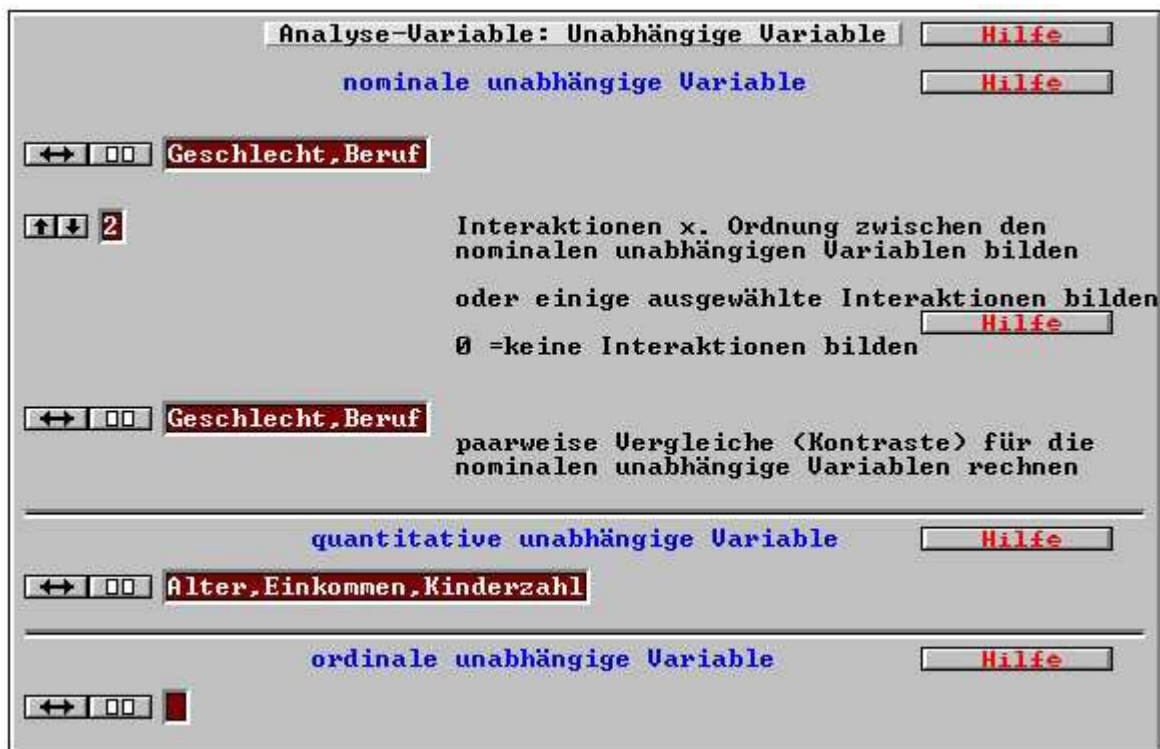 Analyse-Variable: Unabhängige Variable Hilfe
nominale unabhängige Variable Hilfe
Geschlecht,Beruf
2 Interaktionen x. Ordnung zwischen den
nominalen unabhängigen Variablen bilden
oder einige ausgewählte Interaktionen bilden
Hilfe
0 =keine Interaktionen bilden
Geschlecht,Beruf
paarweise Vergleiche (Kontraste) für die
nominalen unabhängige Variablen rechnen
quantitative unabhängige Variable Hilfe
Alter,Einkommen,Kinderzahl
ordinale unabhängige Variable Hilfe